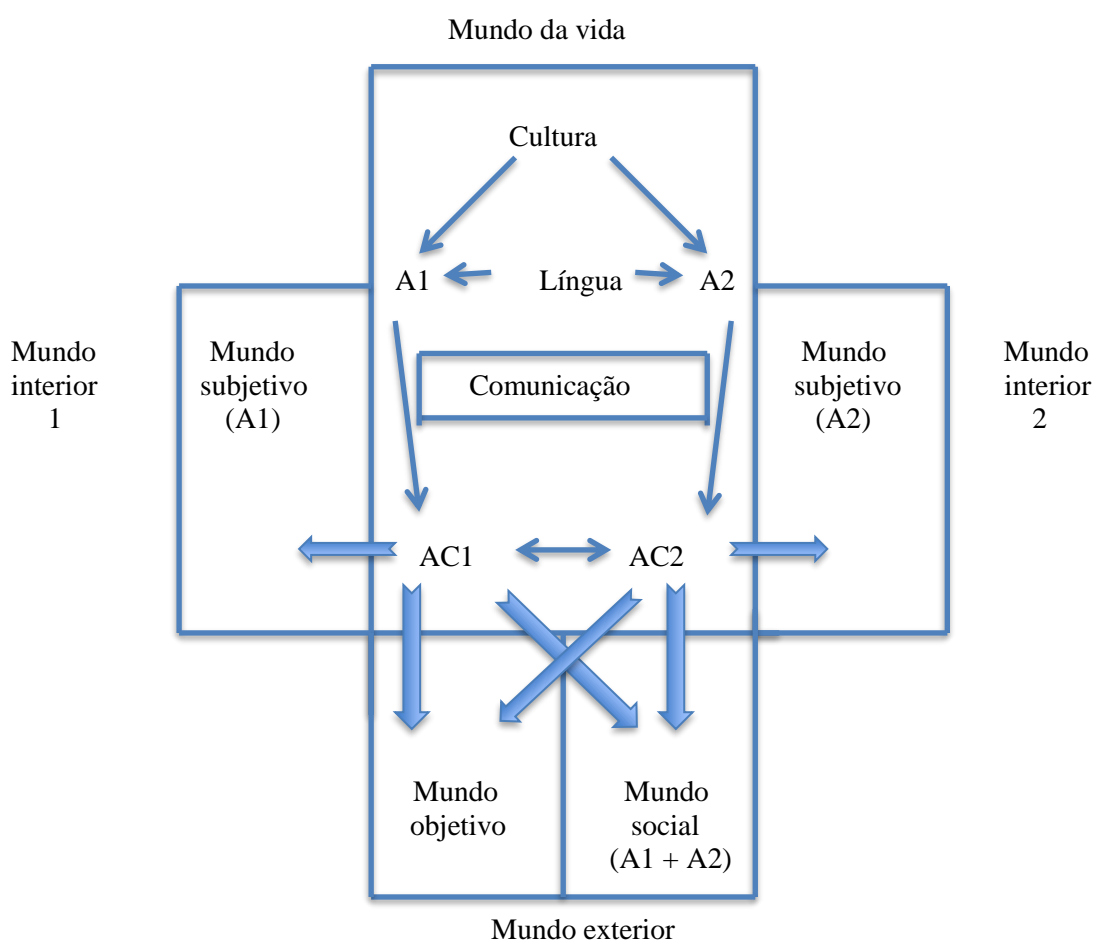 Mundo da vida
Cultura
A1
Língua
A2
Mundo
interior
1
Mundo
subjetivo
(A1)
Comunicação
Mundo
subjetivo
(A2)
Mundo
interior
2
AC1
AC2
Mundo
objetivo
Mundo
social
(A1 + A2)
Mundo exterior